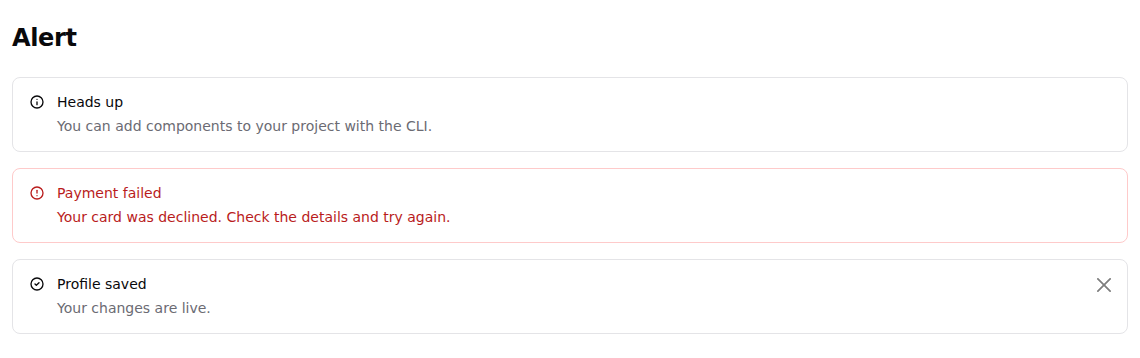 Alert
Heads up
You can add components to your project with the CLI.
Payment failed
Your card was declined. Check the details and try again.
Profile saved
Your changes are live.